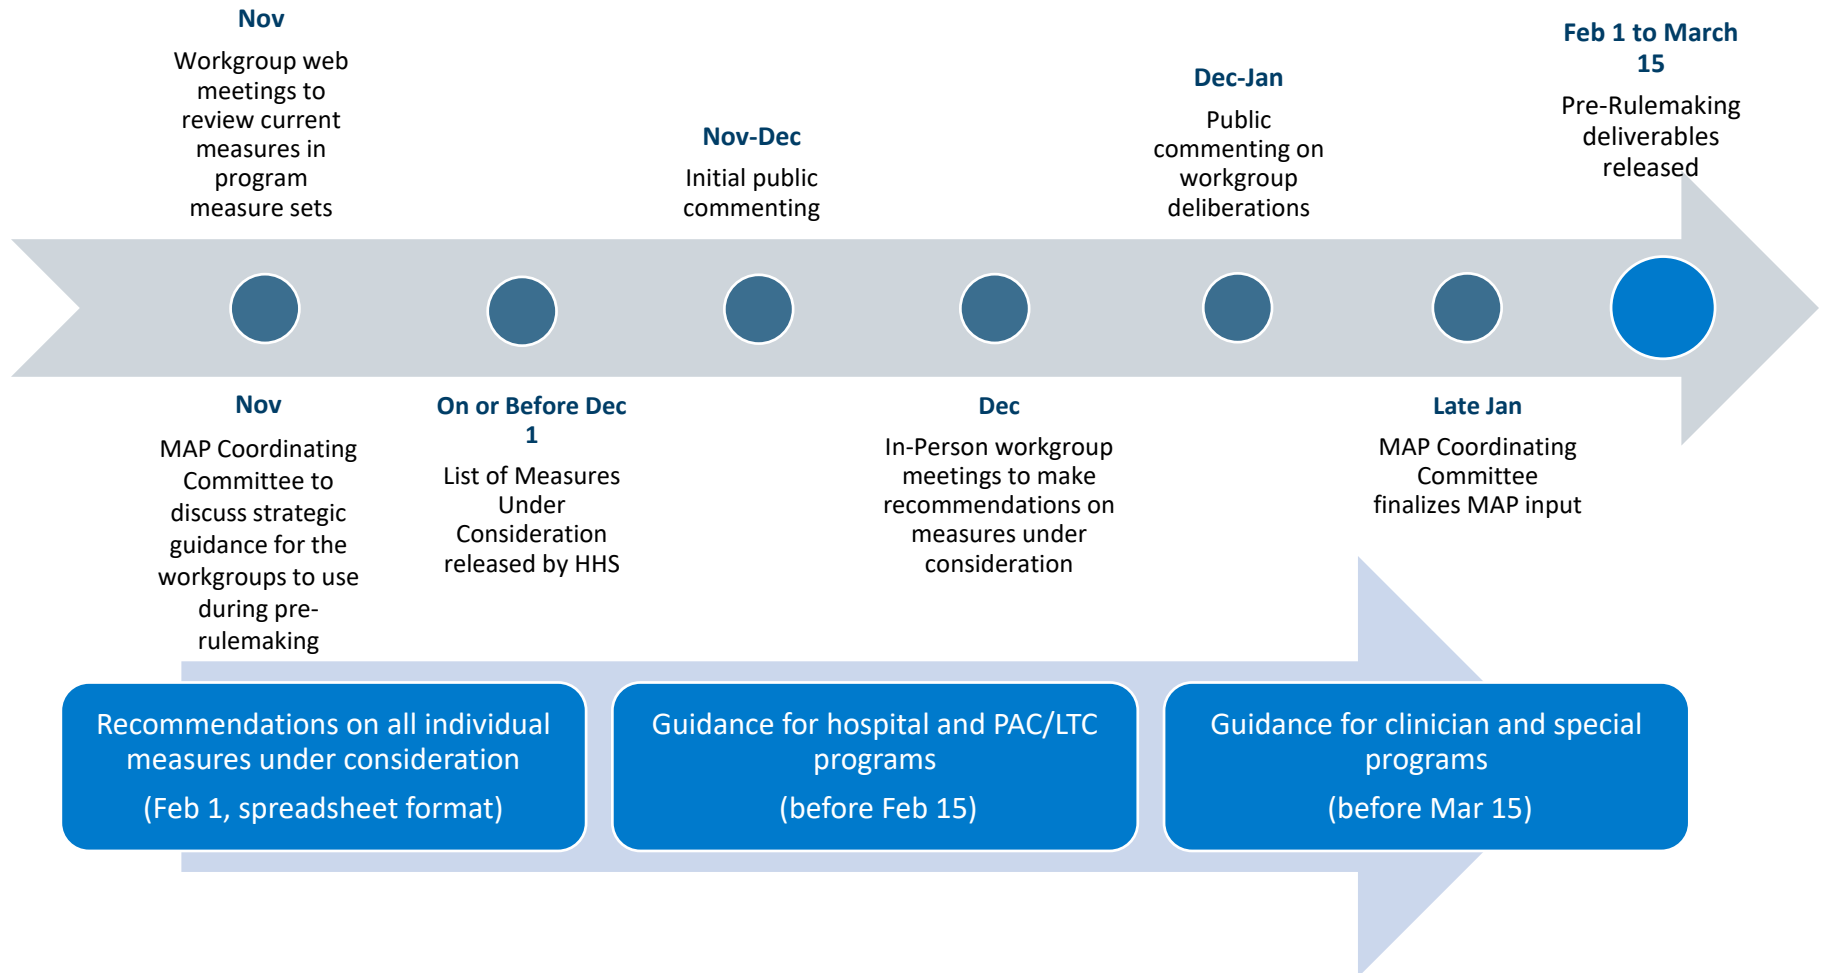 Nov
Workgroup web
meetings to
review current
measures in
program
measure sets
Nov-Dec
Initial public
commenting
Dec-Jan
Public
commenting on
workgroup
deliberations
Feb 1 to March
15
Pre-Rulemaking
deliverables
released
Nov
MAP Coordinating
Committee to
discuss strategic
guidance for the
workgroups to use
during pre-
rulemaking
On or Before Dec
1
List of Measures
Under
Consideration
released by HHS
Dec
In-Person workgroup
meetings to make
recommendations on
measures under
consideration
Late Jan
MAP Coordinating
Committee
finalizes MAP input
Recommendations on all individual
measures under consideration
(Feb 1, spreadsheet format)
Guidance for hospital and PAC/LTC
programs
(before Feb 15)
Guidance for clinician and special
programs
(before Mar 15)